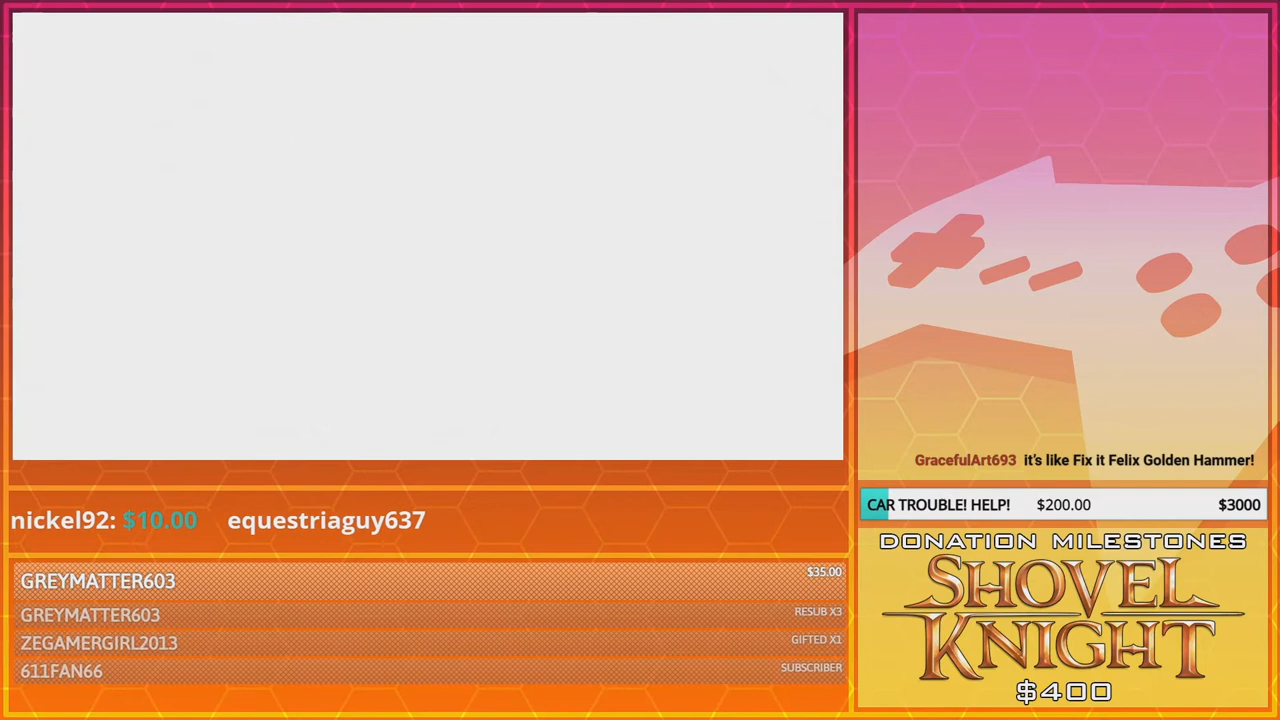 GracefulArt693 it's like Fix it Felix Golden Hammer!
CAR TROUBLE! HELP! $200.00 $3000
nickel92: $10.00 equestriaguy637
DONATION MILESTONES
SHOVEL
KNIGHT
$400
GREYMATTER603 $35.00
GREYMATTER603 RESUB X3
ZEGAMERGIRL2013 GIFTED X1
611FAN66 SUBSCRIBER